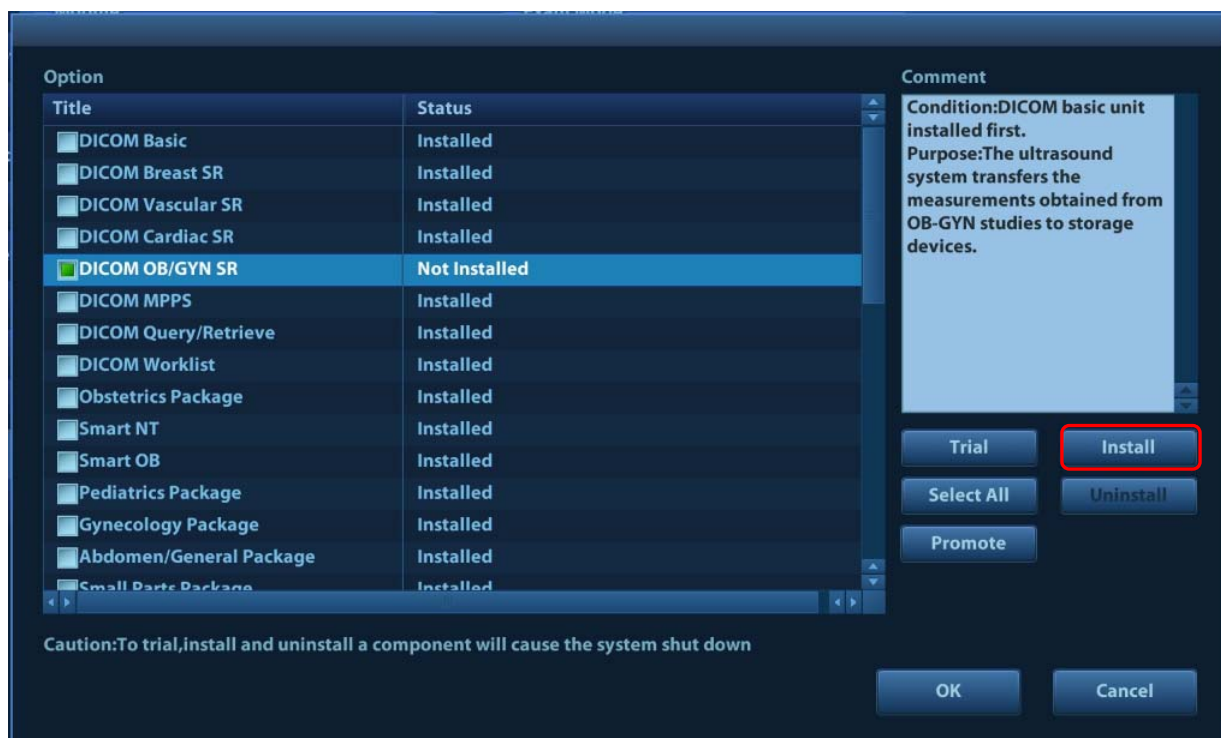 Option
Title Status
DICOM Basic Installed
DICOM Breast SR Installed
DICOM Vascular SR Installed
DICOM Cardiac SR Installed
DICOM OB/GYN SR Not Installed
DICOM MPPS Installed
DICOM Query/Retrieve Installed
DICOM Worklist Installed
Obstetrics Package Installed
Smart NT Installed
Smart OB Installed
Pediatrics Package Installed
Gynecology Package Installed
Abdomen/General Package Installed
Small Parts Package Installed
Comment
Condition:DICOM basic unit
installed first.
Purpose:The ultrasound
system transfers the
measurements obtained from
OB-GYN studies to storage
devices.
Trial Install
Select All Uninstall
Promote
Caution:To trial,install and uninstall a component will cause the system shut down
OK Cancel